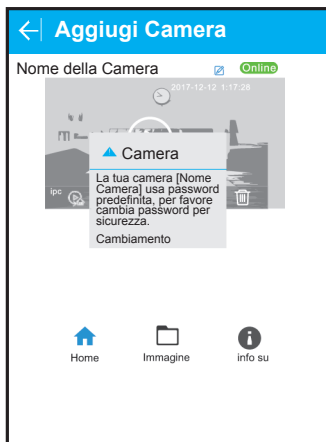 Aggiugi Camera
Nome della Camera
Online
2017-12-12 1:17:28
Camera
La tua camera [Nome
Camera] usa password
predefinita, per favore
cambia password per
sicurezza.
Cambiamento
ipc
Home
Immagine
info su